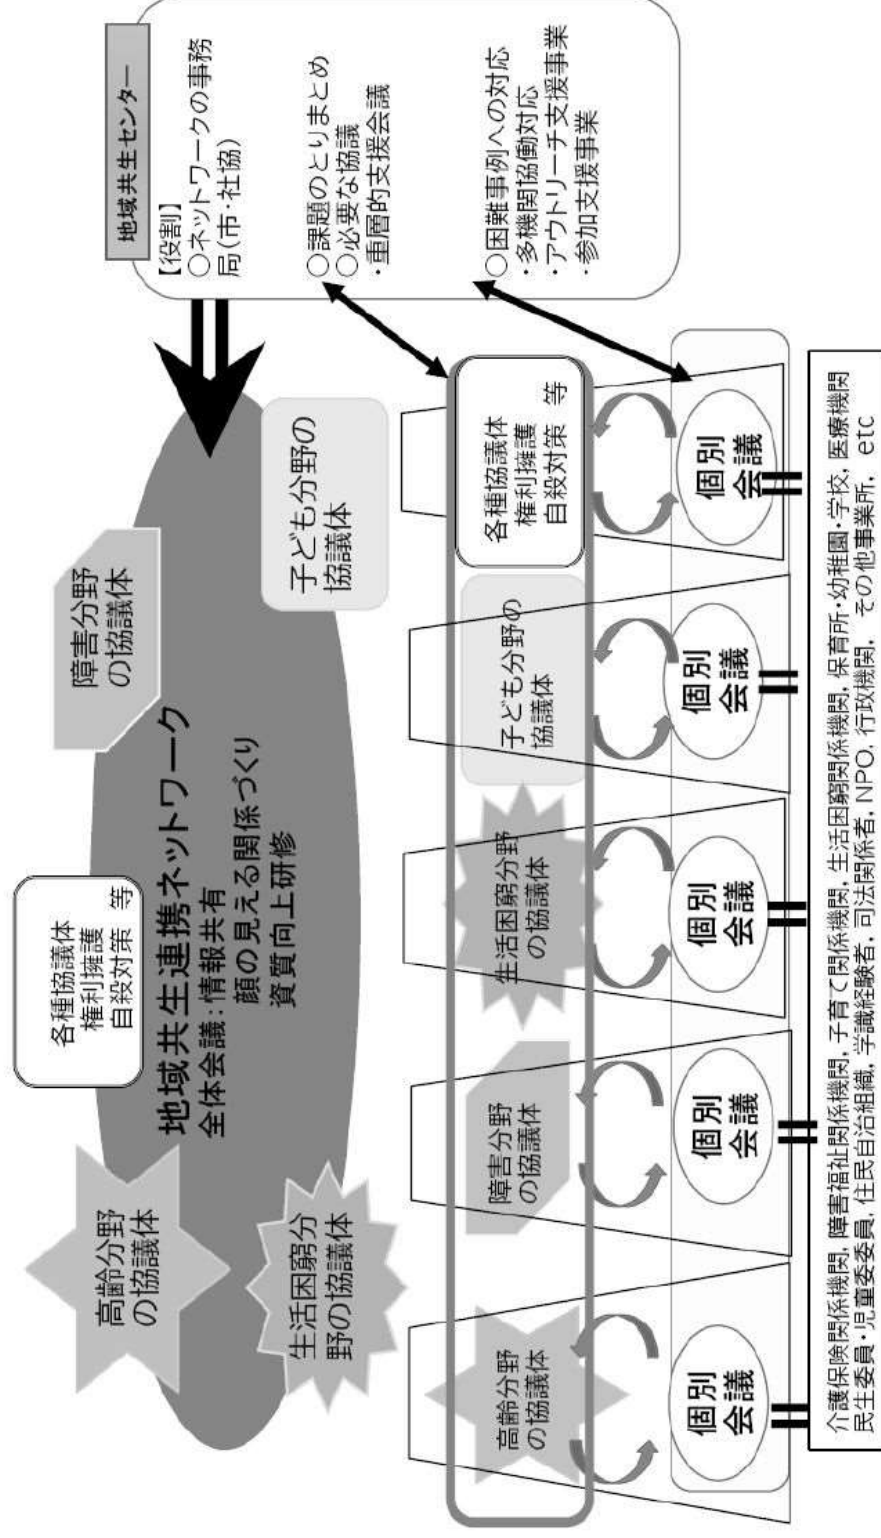 地域共生センター
【役割】
○ネットワークの事務
局(市・社協)
○課題のとりまとめ
○必要な協議
・重層的支援会議
○困難事例への対応
・多機関協働対応
・アウトリーチ支援事業
・参加支援事業
各種協議体
権利擁護
自殺対策　等
障害分野
の協議体
高齢分野
の協議体
地域共生連携ネットワーク
全体会議：情報共有
顔の見える関係づくり
資質向上研修
生活困窮分
野の協議体
子ども分野の
協議体
高齢分野
の協議体
障害分野
の協議体
生活困窮分野
の協議体
子ども分野の
協議体
各種協議体
権利擁護
自殺対策　等
個別
会議
個別
会議
個別
会議
個別
会議
個別
会議
介護保険関係機関，障害福祉関係機関，子育て関係機関，生活困窮関係機関，保育所・幼稚園・学校，医療機関
民生委員・児童委委員，住民自治組織，学識経験者，司法関係者，NPO，行政機関，　その他事業所，　etc